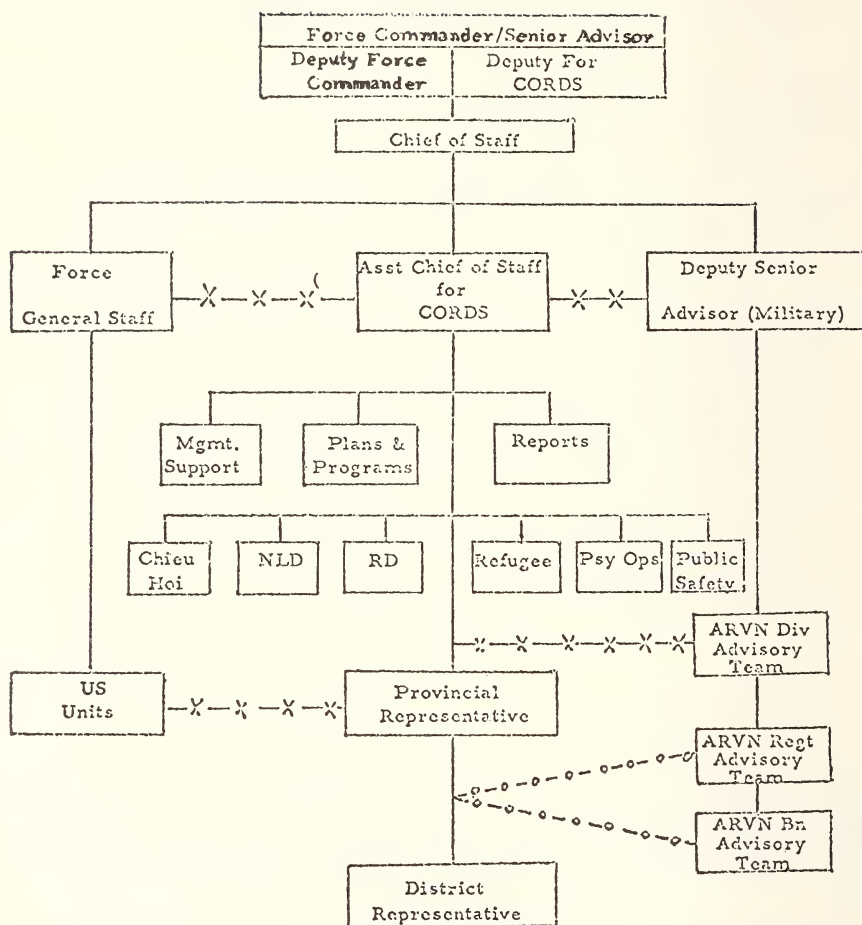 Force Commander/Senior Advisor
Deputy Force
Commander
Deputy For
CORDS
Chief of Staff
Force
General Staff
Asst Chief of Staff
for
CORDS
Deputy Senior
Advisor (Military)
Mgmt.
Support
Plans &
Programs
Reports
Chieu
Hoi
NLD
RD
Refugee
Psy Ops
Public
Safety
ARVN Div
Advisory
Team
US
Units
Provincial
Representative
ARVN Regt
Advisory
Team
ARVN Bn
Advisory
Team
District
Representative